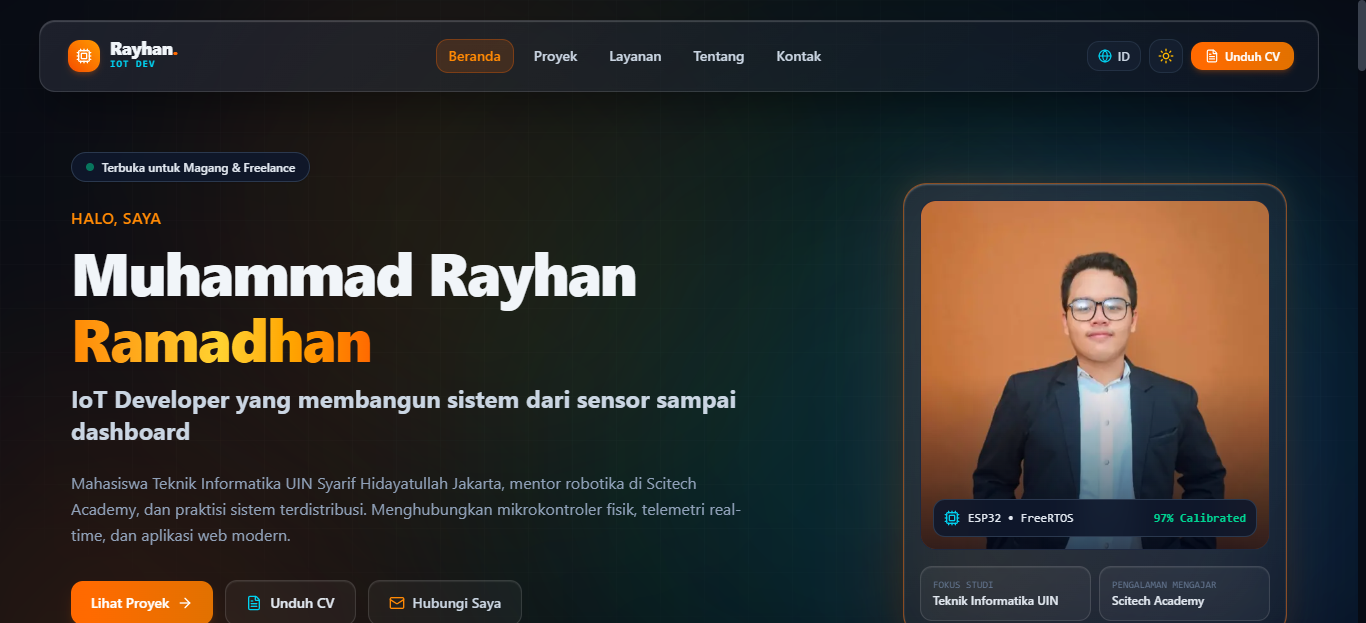 Rayhan.
IOT DEV
Beranda
Proyek
Layanan
Tentang
Kontak
ID
Unduh CV
Terbuka untuk Magang & Freelance
HALO, SAYA
Muhammad Rayhan
Ramadhan
IoT Developer yang membangun sistem dari sensor sampai
dashboard
Mahasiswa Teknik Informatika UIN Syarif Hidayatullah Jakarta, mentor robotika di Scitech
Academy, dan praktisi sistem terdistribusi. Menghubungkan mikrokontroler fisik, telemetri real-
time, dan aplikasi web modern.
Lihat Proyek →
Unduh CV
Hubungi Saya
ESP32 • FreeRTOS
97% Calibrated
FOKUS STUDI
Teknik Informatika UIN
PENGALAMAN MENGAJAR
Scitech Academy